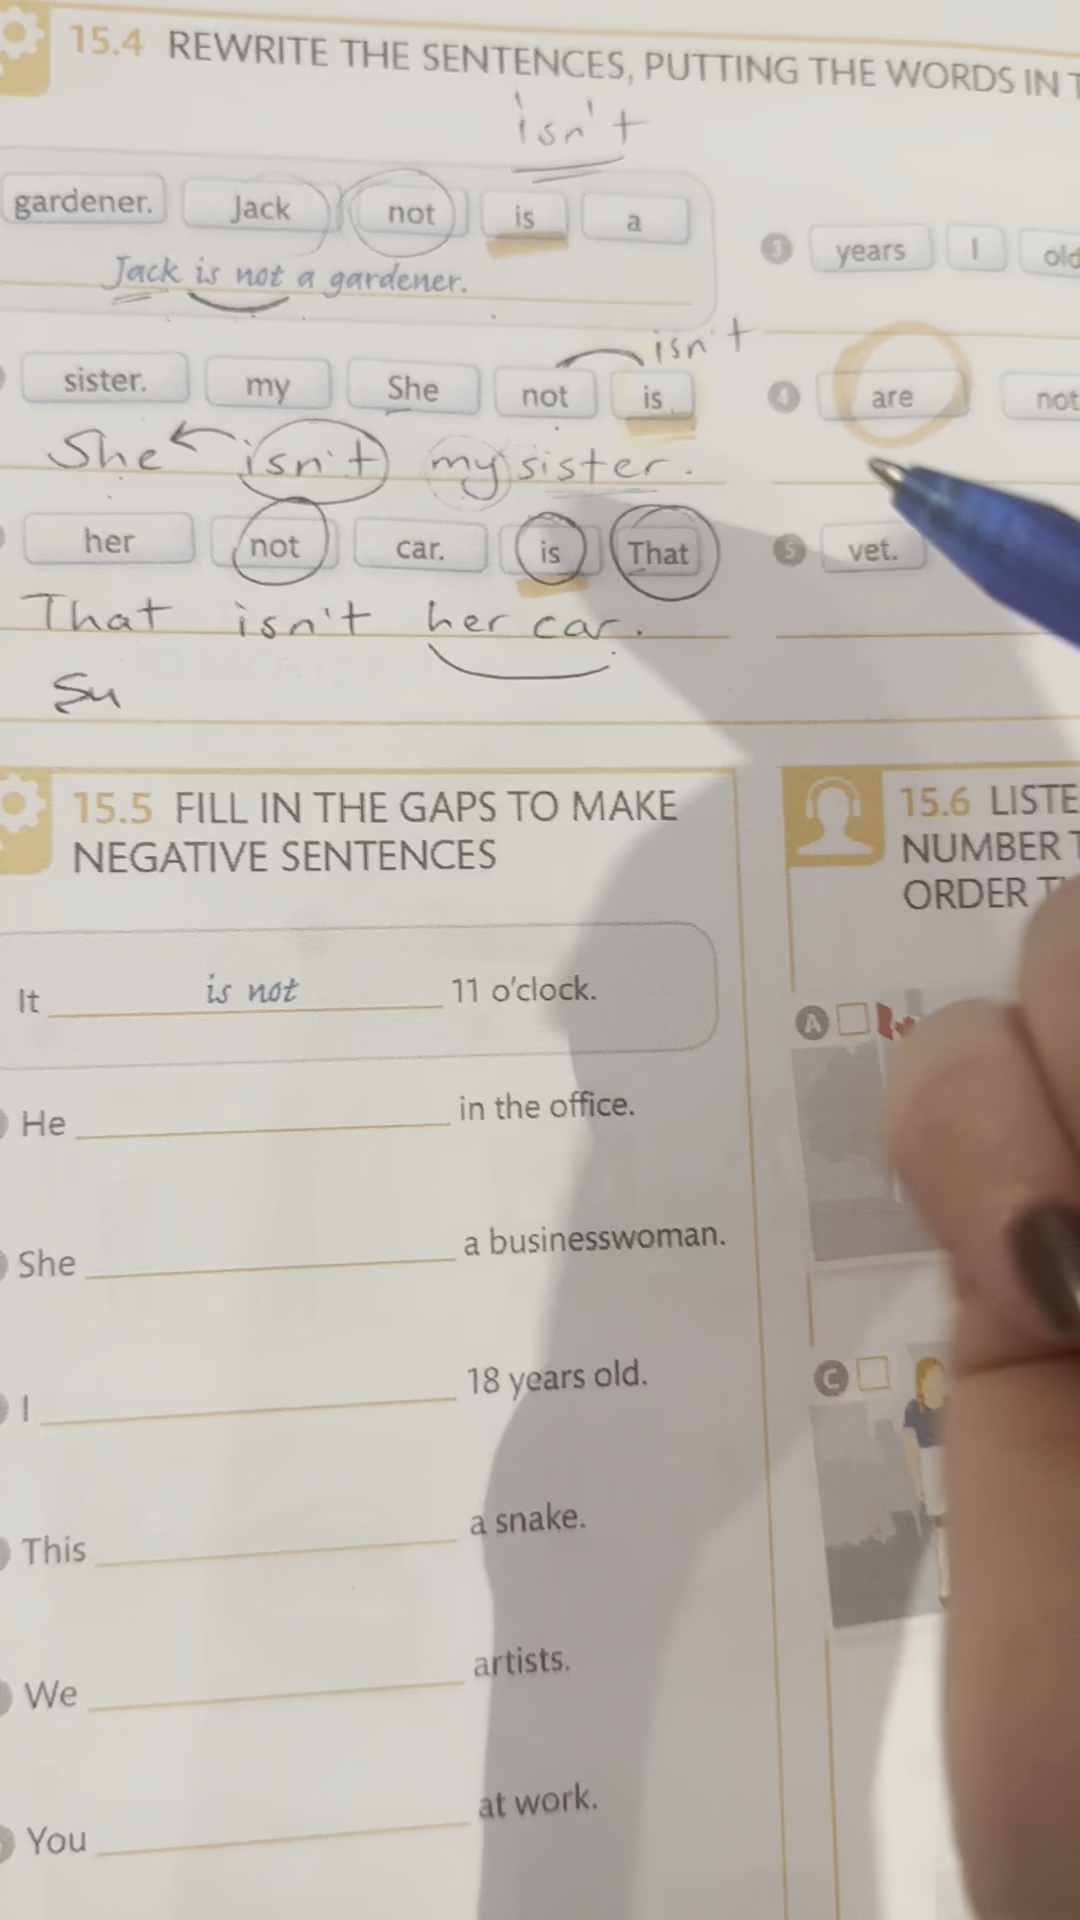 15.4 REWRITE THE SENTENCES, PUTTING THE WORDS IN
isn't
gardener. Jack not is a
Jack is not a gardener.
isn't
sister. my She not is
She isn't my sister.
her not car. is That
That isn't her car.
Su
3 years I old
4 are not
5 vet.
15.5 FILL IN THE GAPS TO MAKE
NEGATIVE SENTENCES
It is not 11 o'clock.
He in the office.
She a businesswoman.
I 18 years old.
This a snake.
We artists.
You at work.
15.6 LISTE
NUMBER T
ORDER
A
C